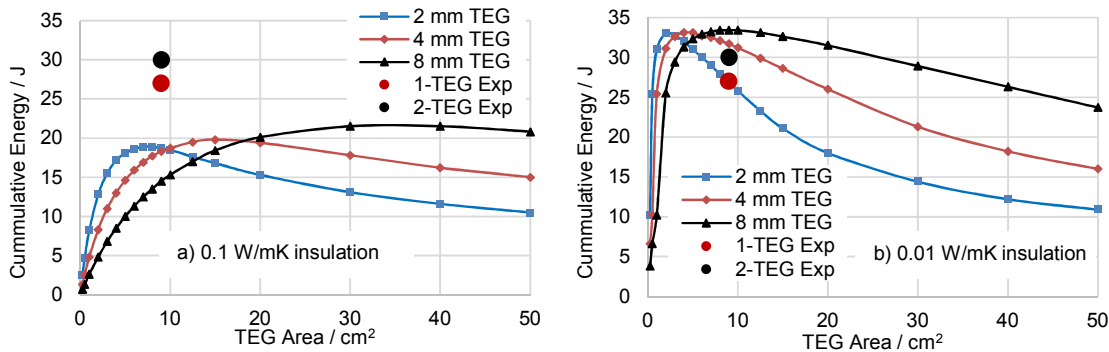 35
30
25
20
15
10
5
0
Cummulative Energy / J
2 mm TEG
4 mm TEG
8 mm TEG
1-TEG Exp
2-TEG Exp
a) 0.1 W/mK insulation
0 10 20 30 40 50
TEG Area / cm²
35
30
25
20
15
10
5
0
Cummulative Energy / J
2 mm TEG
4 mm TEG
8 mm TEG
1-TEG Exp
2-TEG Exp
b) 0.01 W/mK insulation
0 10 20 30 40 50
TEG Area / cm²